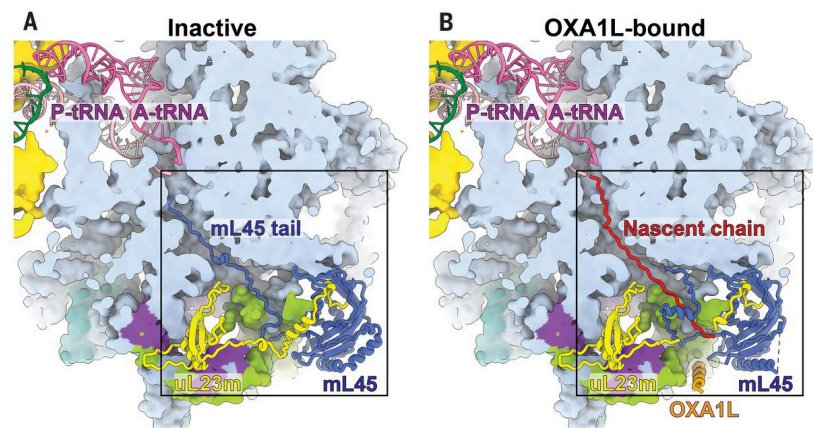 A
Inactive
P-tRNA A-tRNA
mL45 tail
uL23m
mL45
B
OXA1L-bound
P-tRNA A-tRNA
Nascent chain
uL23m
mL45
OXA1L